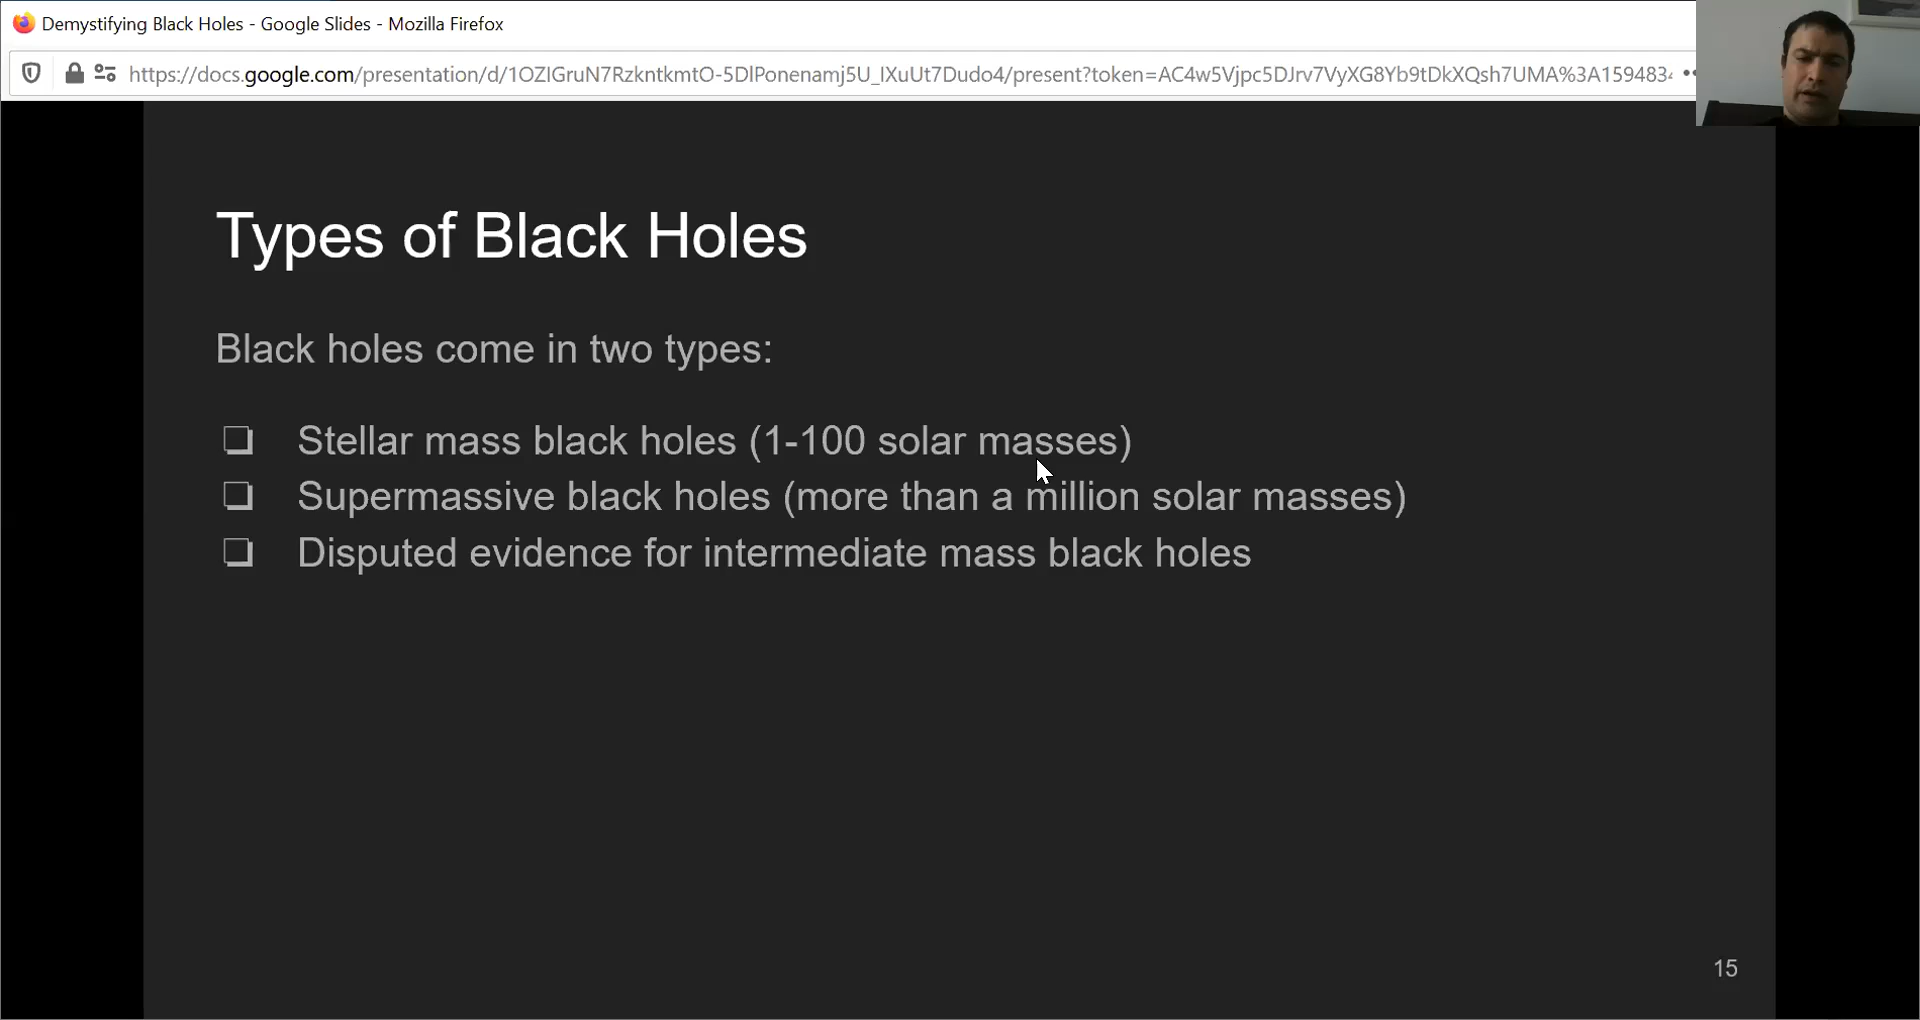 Demystifying Black Holes - Google Slides - Mozilla Firefox
https://docs.google.com/presentation/d/1OZIGruN7RzkntkmtO-5DlPonenamj5U_IXuUt7Dudo4/present?token=AC4w5Vjpc5DJrv7VyXG8Yb9tDkXQsh7UMA%3A159483
Types of Black Holes
Black holes come in two types:
❏ Stellar mass black holes (1-100 solar masses)
❏ Supermassive black holes (more than a million solar masses)
❏ Disputed evidence for intermediate mass black holes
15